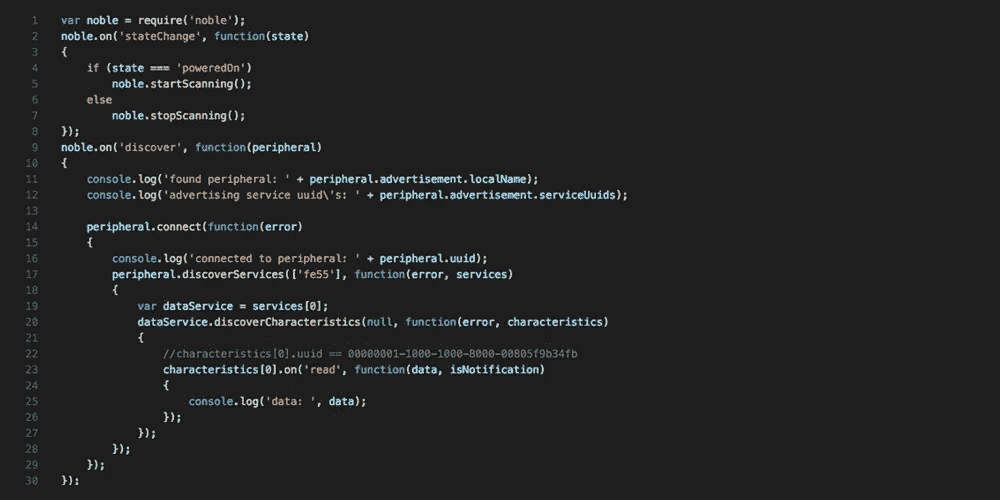 1 var noble = require('noble');
2 noble.on('stateChange', function(state)
3 {
4     if (state === 'poweredOn')
5         noble.startScanning();
6     else
7         noble.stopScanning();
8 });
9 noble.on('discover', function(peripheral)
10 {
11     console.log('found peripheral: ' + peripheral.advertisement.localName);
12     console.log('advertising service uuid\'s: ' + peripheral.advertisement.serviceUuids);
13
14     peripheral.connect(function(error)
15     {
16         console.log('connected to peripheral: ' + peripheral.uuid);
17         peripheral.discoverServices(['fe55'], function(error, services)
18         {
19             var dataService = services[0];
20             dataService.discoverCharacteristics(null, function(error, characteristics)
21             {
22                 //characteristics[0].uuid == 00000001-1000-1000-8000-00805f9b34fb
23                 characteristics[0].on('read', function(data, isNotification)
24                 {
25                     console.log('data: ', data);
26                 });
27             });
28         });
29     });
30 });